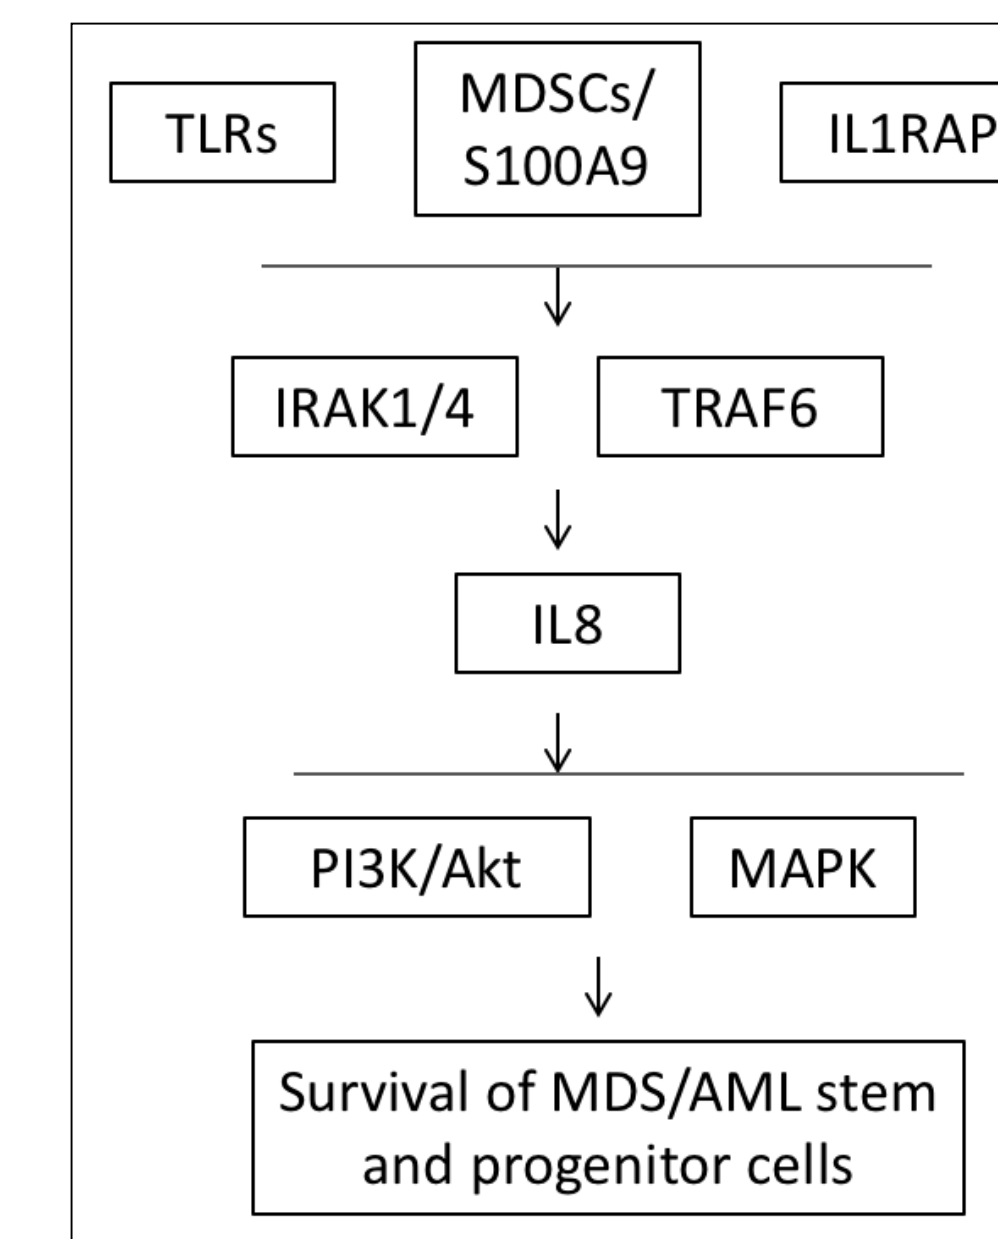 TLRs
MDSCs/
S100A9
IL1RAP
IRAK1/4
TRAF6
IL8
PI3K/Akt
MAPK
Survival of MDS/AML stem
and progenitor cells